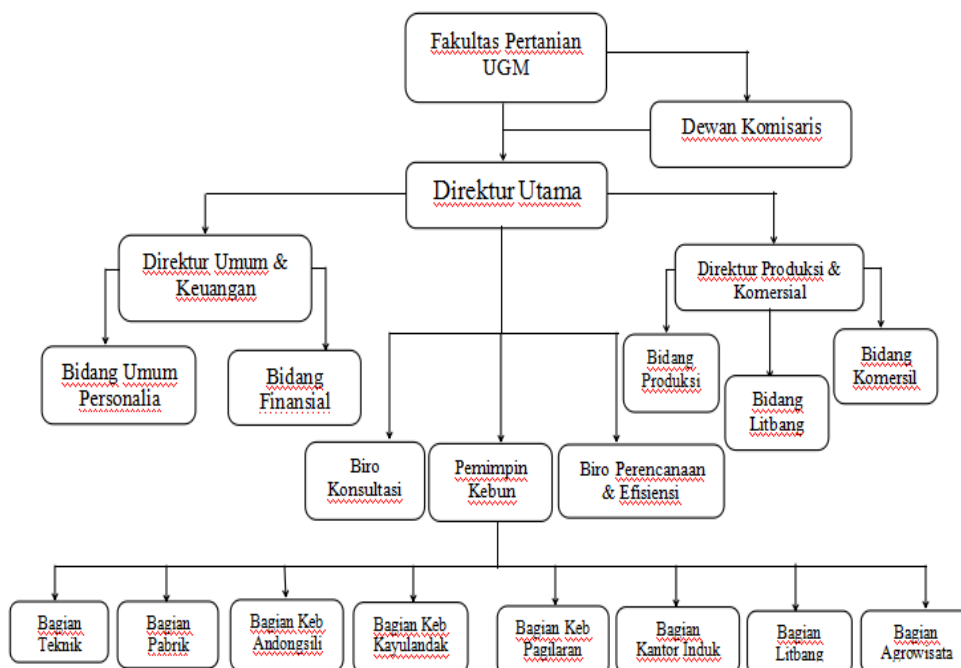 Fakultas Pertanian
UGM
Dewan Komisaris
Direktur Utama
Direktur Umum &
Keuangan
Direktur Produksi &
Komersial
Bidang Umum
Personalia
Bidang
Finansial
Bidang
Produksi
Bidang
Litbang
Bidang
Komersil
Biro
Konsultasi
Pemimpin
Kebun
Biro Perencanaan
& Efisiensi
Bagian
Teknik
Bagian
Pabrik
Bagian Keb
Andongsili
Bagian Keb
Kayulandak
Bagian Keb
Pagilaran
Bagian
Kantor Induk
Bagian
Litbang
Bagian
Agrowisata